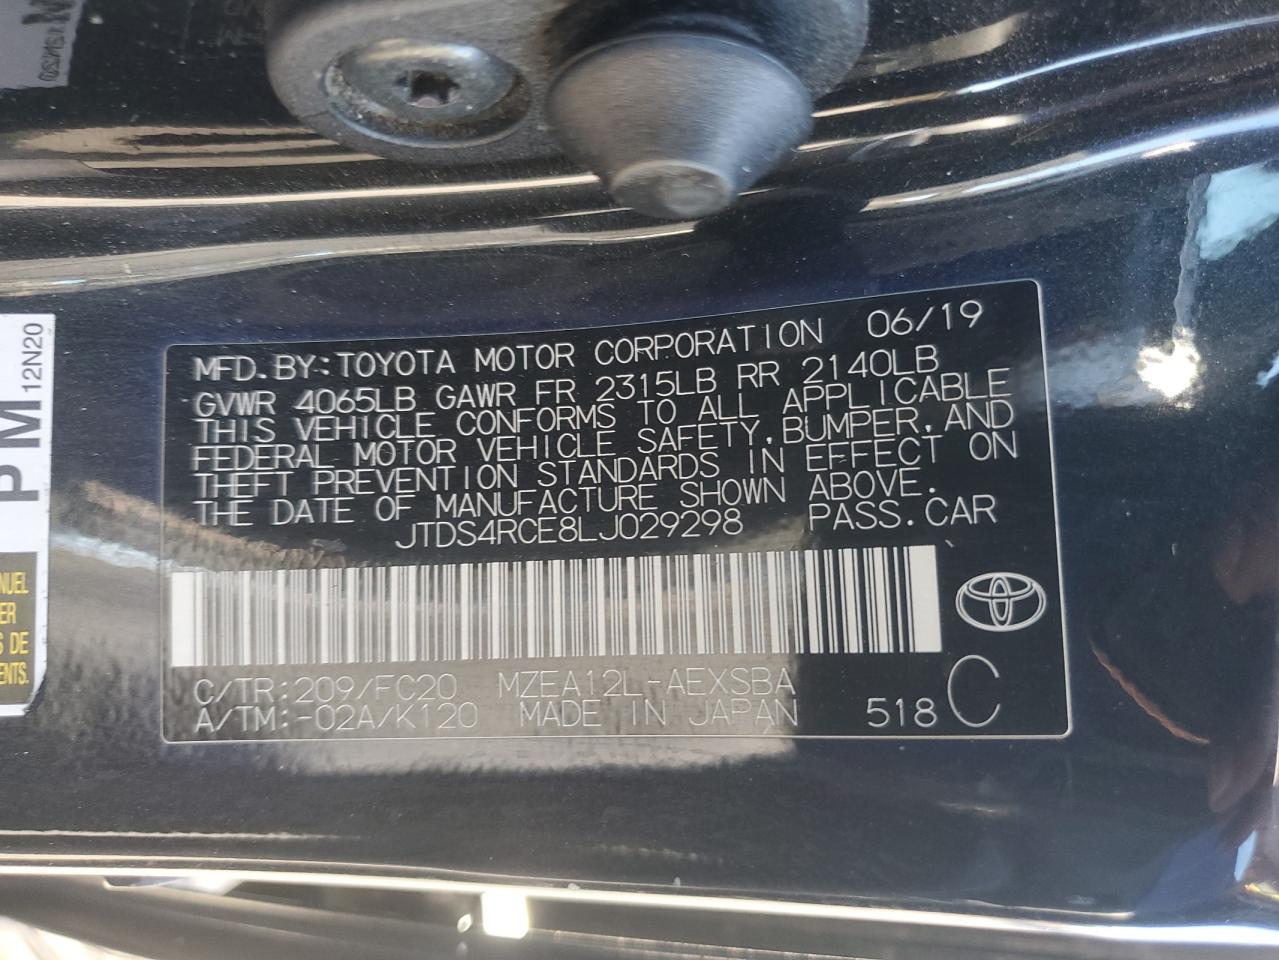 MFD.BY:TOYOTA MOTOR CORPORATION 06/19
GVWR 4065LB GAWR FR 2315LB RR 2140LB
THIS VEHICLE CONFORMS TO ALL APPLICABLE
FEDERAL MOTOR VEHICLE SAFETY,BUMPER,AND
THEFT PREVENTION STANDARDS IN EFFECT ON
THE DATE OF MANUFACTURE SHOWN ABOVE.
JTDS4RCE8LJ029298 PASS.CAR
C/TR:209/FC20 MZEA12L-AEXSBA
A/TM:-02A/K120 MADE IN JAPAN 518 C
PM 12N20